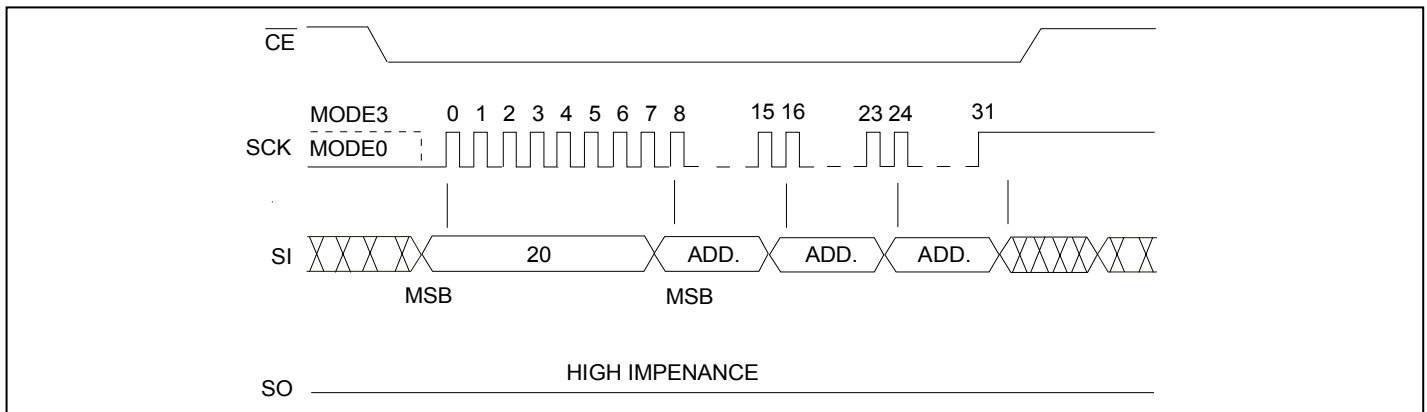 CE
MODE3 0 1 2 3 4 5 6 7 8 15 16 23 24 31
SCK MODE0
SI 20 ADD. ADD. ADD.
MSB MSB
HIGH IMPENANCE
SO